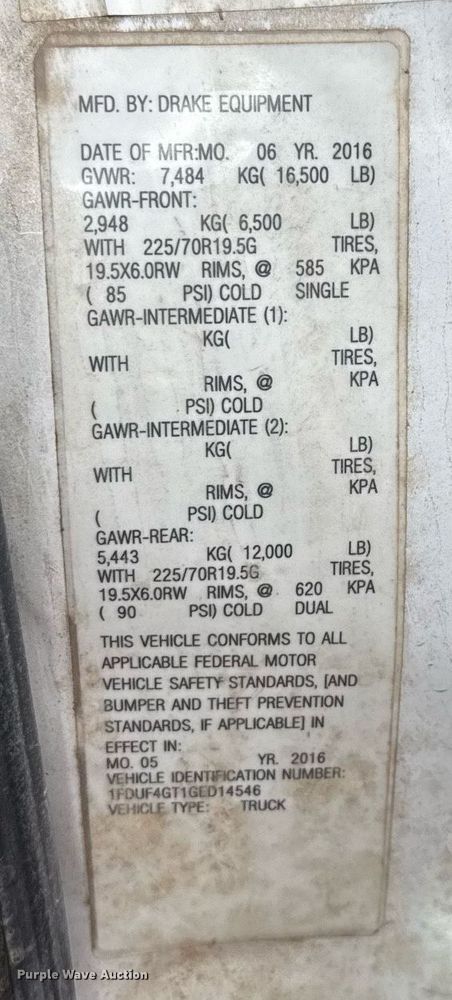 MFD. BY: DRAKE EQUIPMENT
DATE OF MFR:MO. 06 YR. 2016
GVWR: 7,484 KG( 16,500 LB)
GAWR-FRONT:
2,948 KG( 6,500 LB)
WITH 225/70R19.5G TIRES,
19.5X6.0RW RIMS, @ 585 KPA
( 85 PSI) COLD SINGLE
GAWR-INTERMEDIATE (1):
KG( LB)
WITH TIRES,
RIMS, @ KPA
( PSI) COLD
GAWR-INTERMEDIATE (2):
KG( LB)
WITH TIRES,
RIMS, @ KPA
( PSI) COLD
GAWR-REAR:
5,443 KG( 12,000 LB)
WITH 225/70R19.5G TIRES,
19.5X6.0RW RIMS, @ 620 KPA
( 90 PSI) COLD DUAL
THIS VEHICLE CONFORMS TO ALL
APPLICABLE FEDERAL MOTOR
VEHICLE SAFETY STANDARDS, [AND
BUMPER AND THEFT PREVENTION
STANDARDS, IF APPLICABLE] IN
EFFECT IN:
MO. 05 YR. 2016
VEHICLE IDENTIFICATION NUMBER:
1FDUF4GT1GED14546
VEHICLE TYPE: TRUCK
Purple Wave Auction